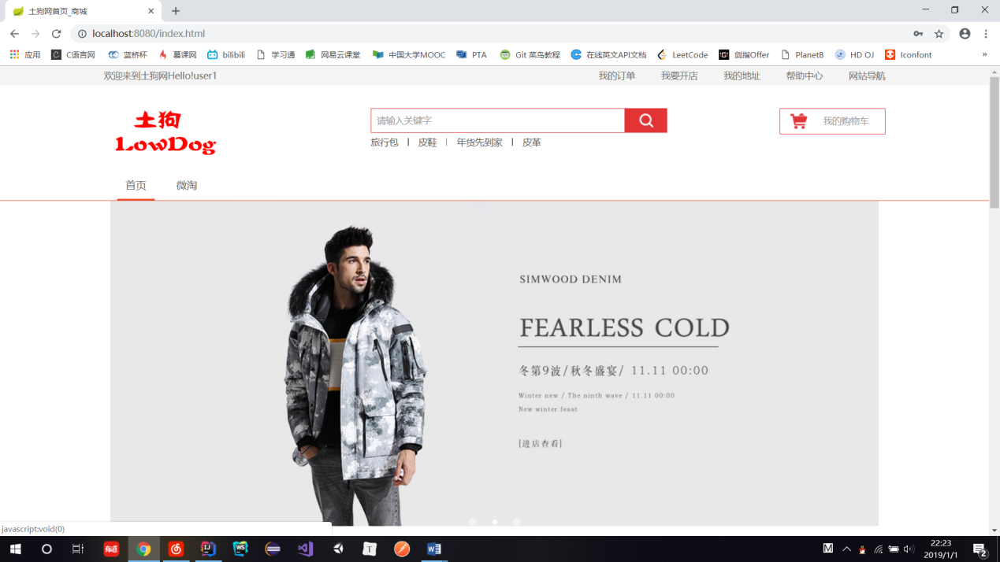 土狗网首页_商城
localhost:8080/index.html
应用 C语言网 蓝桥杯 慕课网 bilibili 学习通 网易云课堂 中国大学MOOC PTA Git 菜鸟教程 在线英文API文档 LeetCode 剑指Offer PlanetB HD OJ Iconfont »
欢迎来到土狗网Hello!user1 我的订单 我要开店 我的地址 帮助中心 网站导航
土狗
LowDog
请输入关键字
我的购物车
旅行包 | 皮鞋 | 年货先到家 | 皮革
首页 微淘
SIMWOOD DENIM
FEARLESS COLD
冬第9波/秋冬盛宴/ 11.11 00:00
Winter new / The ninth wave / 11.11 00:00
New winter feast
[进店查看]
javascript:void(0)
有道 IJ WS T W M
22:23
2019/1/1
2